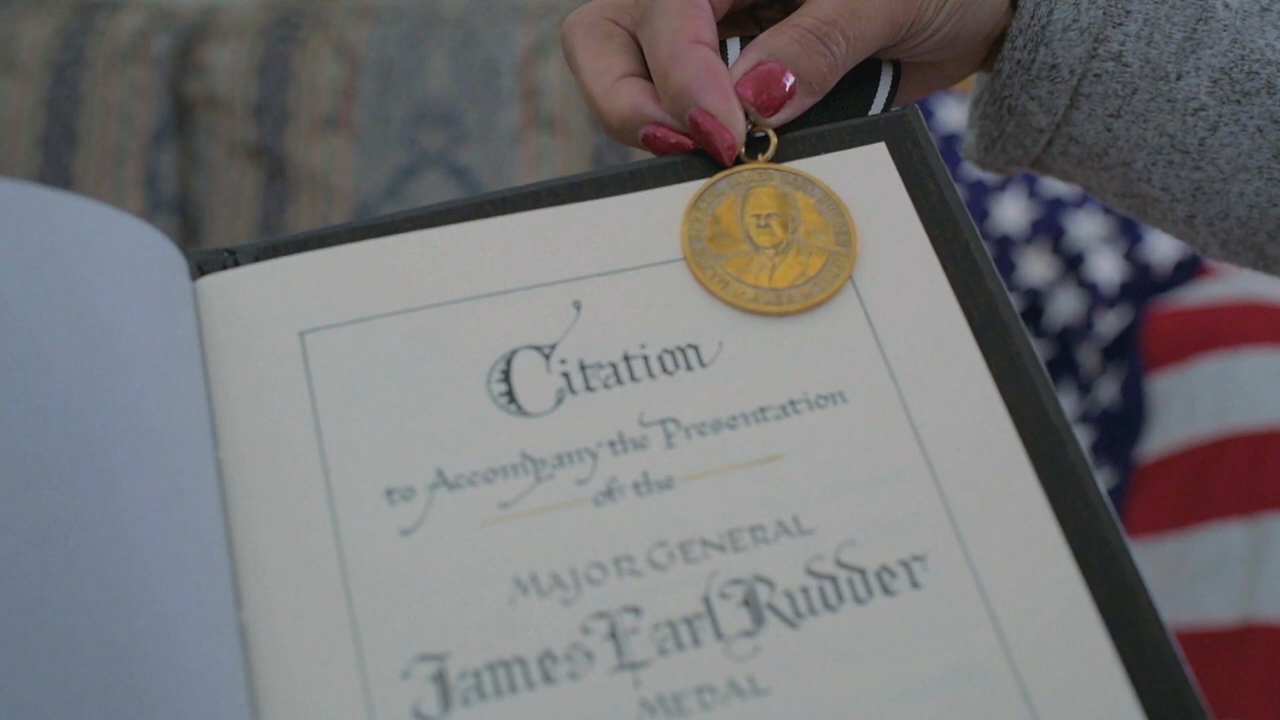 Citation
to Accompany the Presentation
of the
MAJOR GENERAL
James Earl Rudder
MEDAL